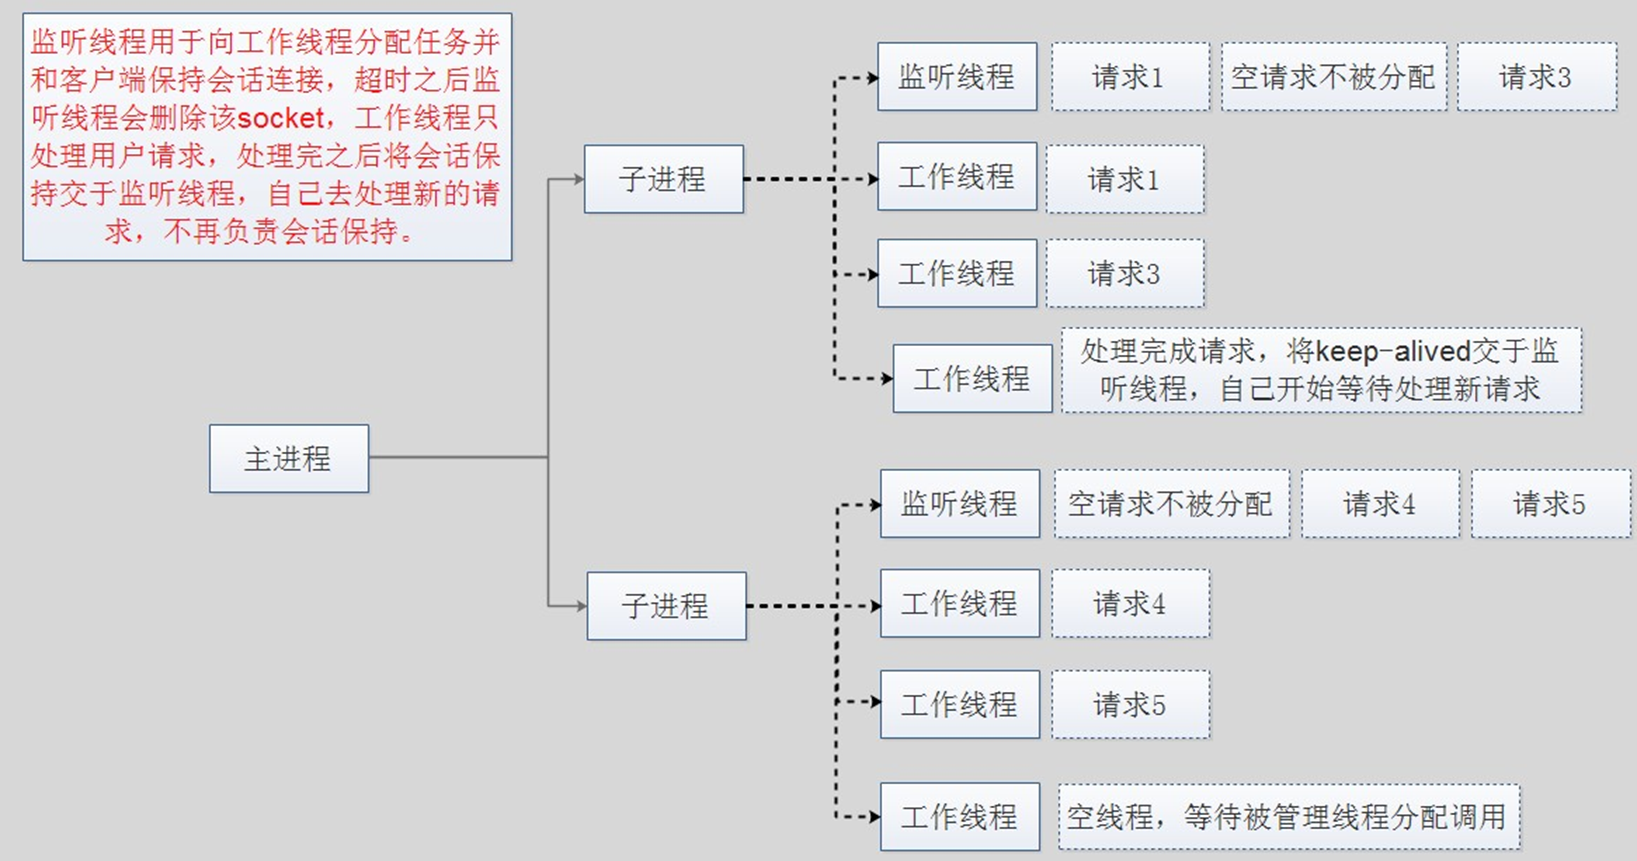 监听线程用于向工作线程分配任务并
和客户端保持会话连接，超时之后监
听线程会删除该socket，工作线程只
处理用户请求，处理完之后将会话保
持交于监听线程，自己去处理新的请
求，不再负责会话保持。
主进程
子进程
监听线程
请求1
空请求不被分配
请求3
工作线程
请求1
工作线程
请求3
工作线程
处理完成请求，将keep-alived交于监
听线程，自己开始等待处理新请求
子进程
监听线程
空请求不被分配
请求4
请求5
工作线程
请求4
工作线程
请求5
工作线程
空线程，等待被管理线程分配调用